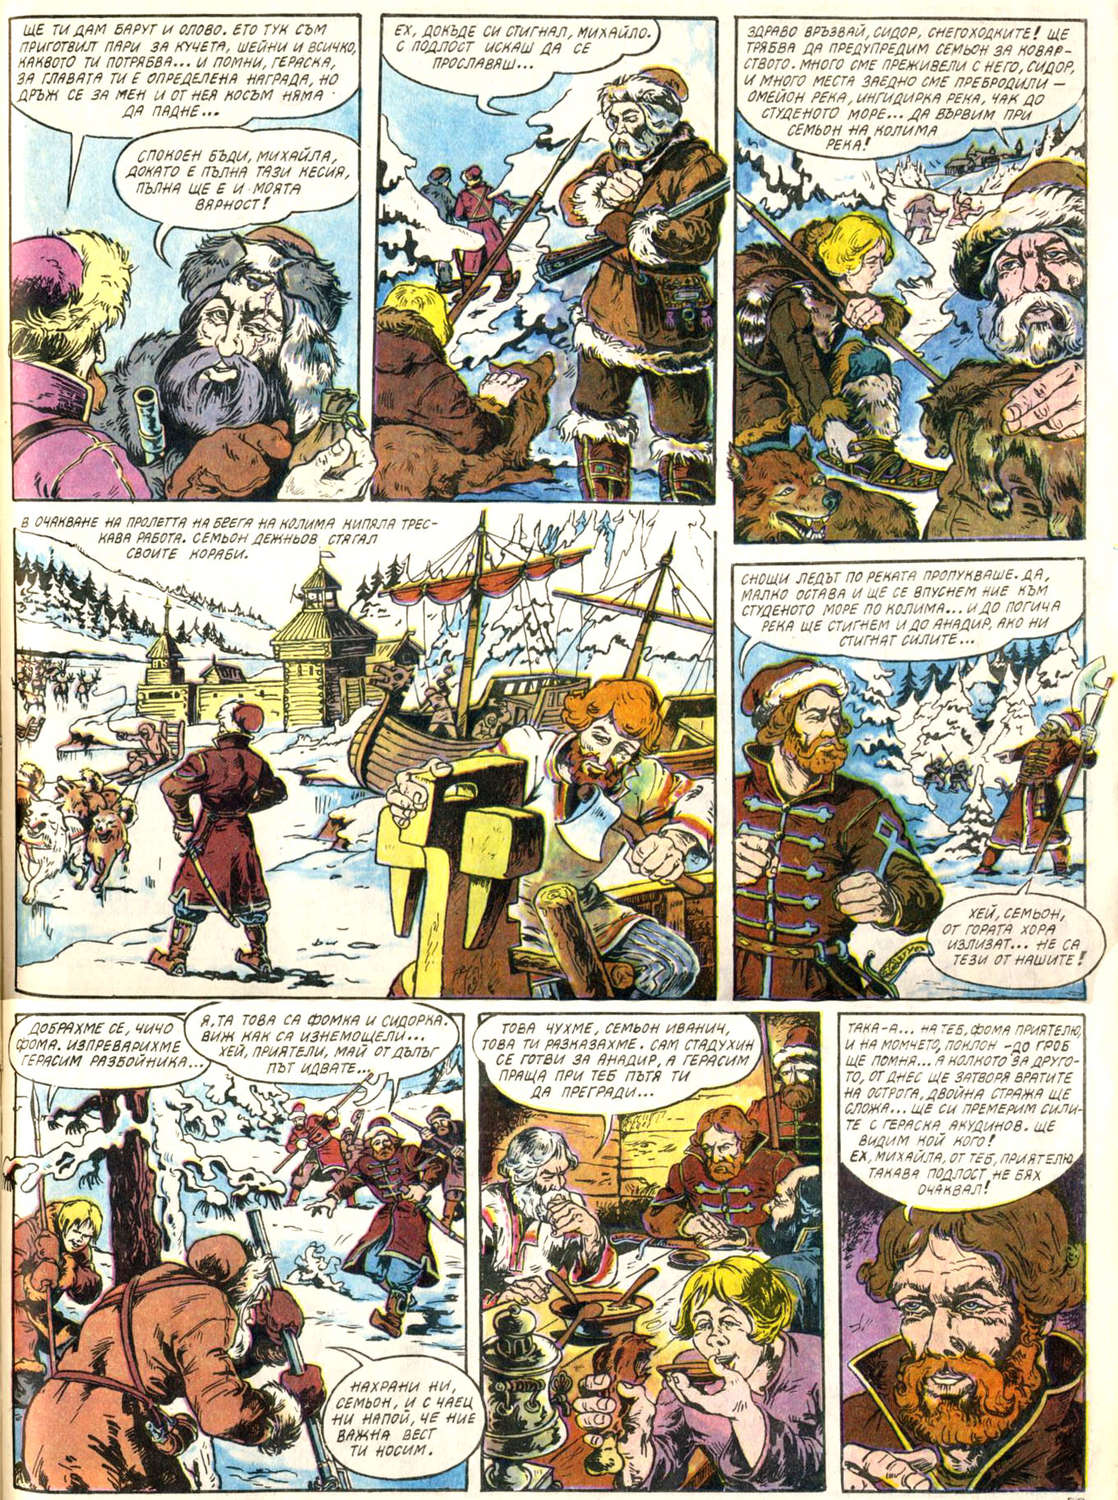 ЩЕ ТИ ДАМ БАРУТ И ОЛОВО. ЕТО ТУК СЪМ
ПРИГОТВИЛ ПАРИ ЗА КУЧЕТА, ШЕЙНИ И ВСИЧКО,
КАКВОТО ТИ ПОТРЯБВА... И ПОМНИ, ГЕРАСКА,
ЗА ГЛАВАТА ТИ Е ОПРЕДЕЛЕНА НАГРАДА, НО
ДРЪЖ СЕ ЗА МЕН И ОТ НЕЯ КОСЪМ НЯМА
ДА ПАДНЕ...
СПОКОЕН БЪДИ, МИХАЙЛА,
ДОКАТО Е ПЪЛНА ТАЗИ КЕСИЯ,
ПЪЛНА ЩЕ Е И МОЯТА
ВЯРНОСТ!
ЕХ, ДОКЪДЕ СИ СТИГНАЛ, МИХАЙЛО.
С ПОДЛОСТ ИСКАШ ДА СЕ
ПРОСЛАВЯШ...
ЗДРАВО ВРЪЗВАЙ, СИДОР, СНЕГОХОДКИТЕ! ЩЕ
ТРЯБВА ДА ПРЕДУПРЕДИМ СЕМЬОН ЗА КОВАР-
СТВОТО. МНОГО СМЕ ПРЕЖИВЕЛИ С НЕГО, СИДОР,
И МНОГО МЕСТА ЗАЕДНО СМЕ ПРЕБРОДИЛИ —
ОМЕЙОН РЕКА, ИНГИДИРКА РЕКА, ЧАК ДО
СТУДЕНОТО МОРЕ... ДА ВЪРВИМ ПРИ
СЕМЬОН НА КОЛИМА
РЕКА!
В ОЧАКВАНЕ НА ПРОЛЕТТА НА БРЕГА НА КОЛИМА КИПЯЛА ТРЕС-
КАВА РАБОТА. СЕМЬОН ДЕЖНЬОВ СТЯГАЛ
СВОИТЕ КОРАБИ.
СНОЩИ ЛЕДЪТ ПО РЕКАТА ПРОПУКВАШЕ. ДА,
МАЛКО ОСТАВА И ЩЕ СЕ ВПУСНЕМ НИЕ КЪМ
СТУДЕНОТО МОРЕ ПО КОЛИМА... И ДО ПОГИЧА
РЕКА ЩЕ СТИГНЕМ И ДО АНАДИР, АКО НИ
СТИГНАТ СИЛИТЕ...
ХЕЙ, СЕМЬОН,
ОТ ГОРАТА ХОРА
ИЗЛИЗАТ... НЕ СА
ТЕЗИ ОТ НАШИТЕ!
ДОБРАХМЕ СЕ, ЧИЧО
ФОМА. ИЗПРЕВАРИХМЕ
ГЕРАСИМ РАЗБОЙНИКА...
Я, ТА ТОВА СА ФОМКА И СИДОРКА.
ВИЖ КАК СА ИЗНЕМОЩЕЛИ...
ХЕЙ, ПРИЯТЕЛИ, МАЙ ОТ ДЪЛЪГ
ПЪТ ИДВАТЕ...
НАХРАНИ НИ,
СЕМЬОН, И С ЧАЕЦ
НИ НАПОЙ, ЧЕ НИЕ
ВАЖНА ВЕСТ
ТИ НОСИМ.
ТОВА ЧУХМЕ, СЕМЬОН ИВАНИЧ,
ТОВА ТИ РАЗКАЗАХМЕ. САМ СТАДУХИН
СЕ ГОТВИ ЗА АНАДИР, А ГЕРАСИМ
ПРАЩА ПРИ ТЕБ ПЪТЯ ТИ
ДА ПРЕГРАДИ...
ТАКА-А... НА ТЕБ, ФОМА ПРИЯТЕЛЮ,
И НА МОМЧЕТО, ПОКЛОН - ДО ГРОБ
ЩЕ ПОМНЯ... А КОЛКОТО ЗА ДРУГО-
ТО, ОТ ДНЕС ЩЕ ЗАТВОРЯ ВРАТИТЕ
НА ОСТРОГА, ДВОЙНА СТРАЖА ЩЕ
СЛОЖА... ЩЕ СИ ПРЕМЕРИМ СИЛИ-
ТЕ С ГЕРАСКА АКУДИНОВ. ЩЕ
ВИДИМ КОЙ КОГО!
ЕХ, МИХАЙЛА, ОТ ТЕБ, ПРИЯТЕЛЮ,
ТАКАВА ПОДЛОСТ НЕ БЯХ
ОЧАКВАЛ!